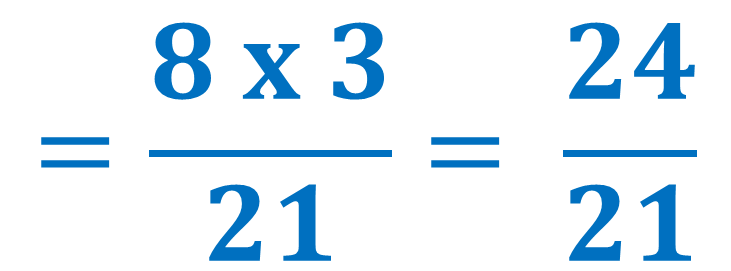 = 8 x 3 / 21 = 24 / 21